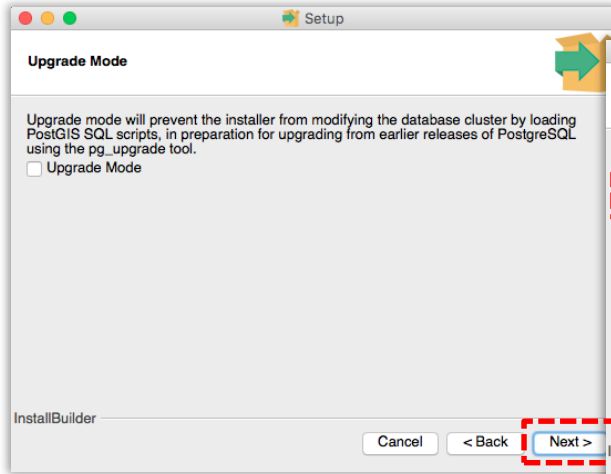 Setup
Upgrade Mode
Upgrade mode will prevent the installer from modifying the database cluster by loading
PostGIS SQL scripts, in preparation for upgrading from earlier releases of PostgreSQL
using the pg_upgrade tool.
Upgrade Mode
InstallBuilder
Cancel
< Back
Next >